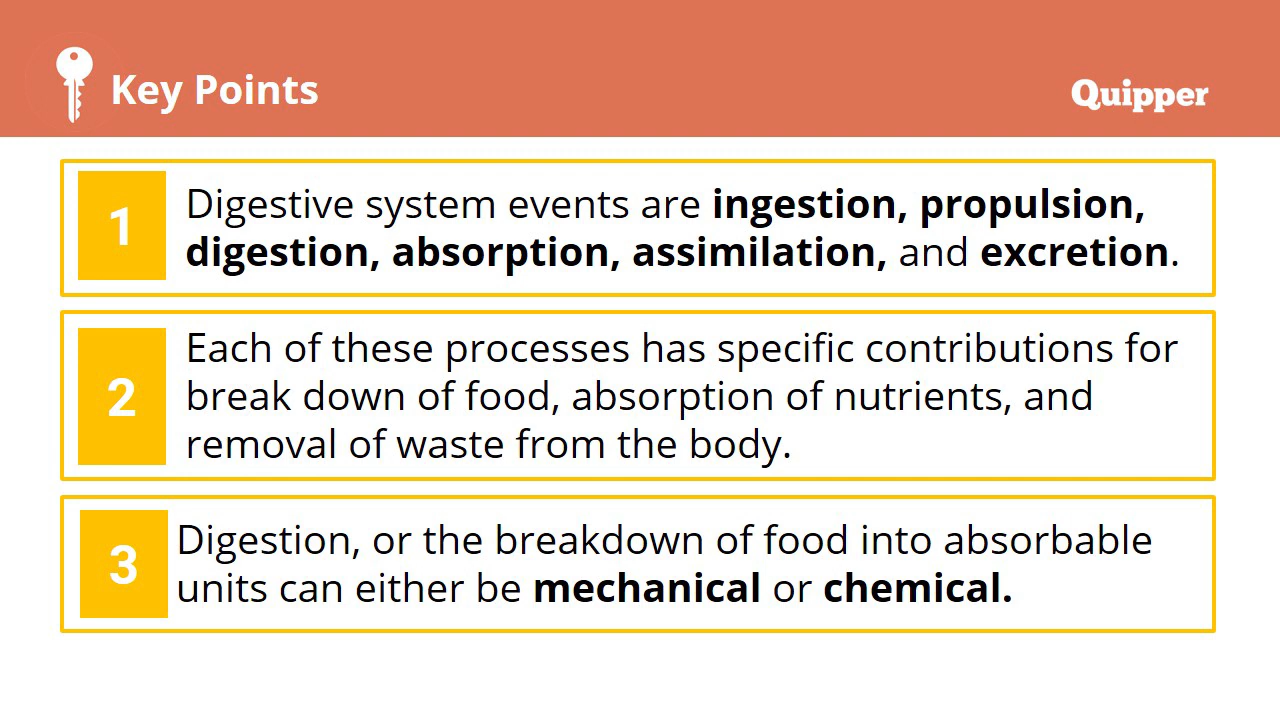 Key Points
Quipper
1
Digestive system events are ingestion, propulsion,
digestion, absorption, assimilation, and excretion.
2
Each of these processes has specific contributions for
break down of food, absorption of nutrients, and
removal of waste from the body.
3
Digestion, or the breakdown of food into absorbable
units can either be mechanical or chemical.